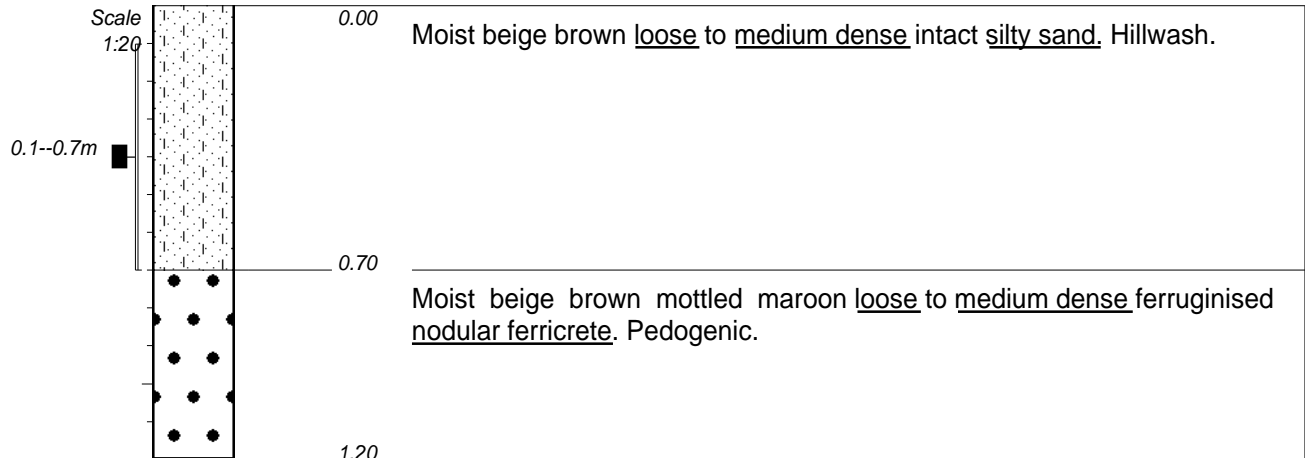 Scale
1:20
0.00
Moist beige brown loose to medium dense intact silty sand. Hillwash.
0.1--0.7m
0.70
Moist beige brown mottled maroon loose to medium dense ferruginised
nodular ferricrete. Pedogenic.
1.20